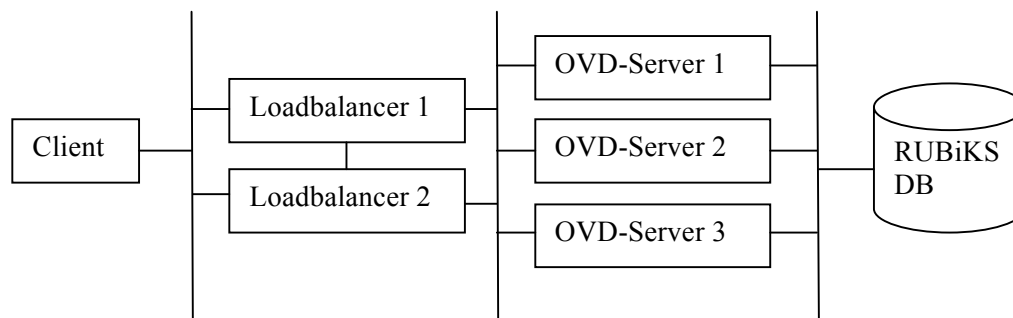 Client
Loadbalancer 1
Loadbalancer 2
OVD-Server 1
OVD-Server 2
OVD-Server 3
RUBiKS
DB